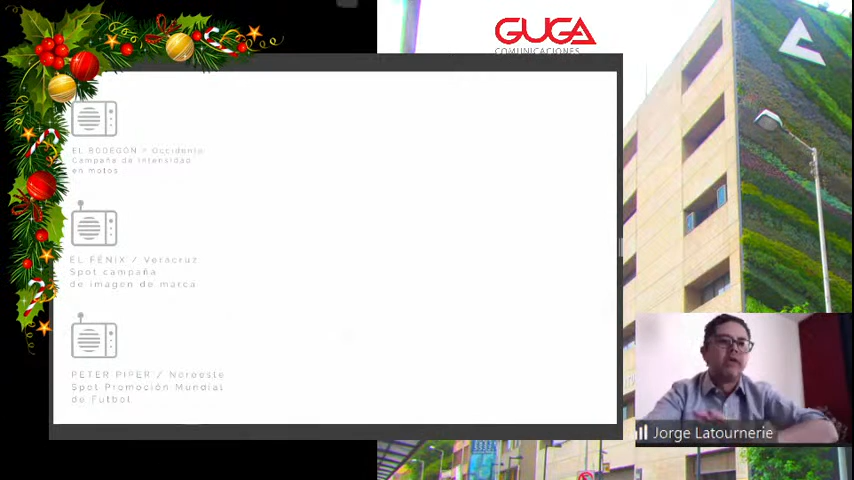 GUGA
COMUNICACIONES
EL BODEGÓN / Occidente
Campaña de intensidad
en motos
EL FÉNIX / Veracruz
Spot campaña
de imagen de marca
PETER PIPER / Noroeste
Spot Promoción Mundial
de Futbol
Jorge Latournerie